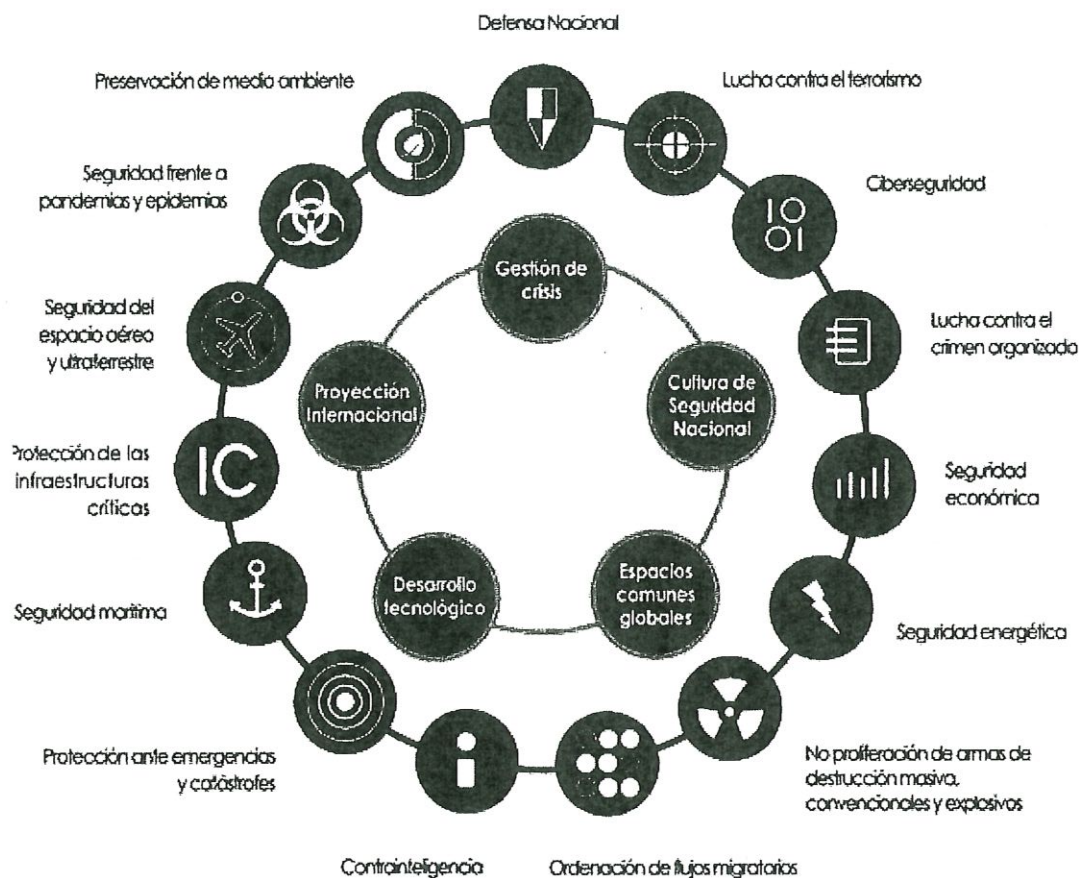 Defensa Nacional
Preservación de medio ambiente
Lucha contra el terrorismo
Seguridad frente a
pandemias y epidemias
Ciberseguridad
10
01
Gestión de
crisis
Seguridad del
espacio aéreo
y ultraterrestre
Lucha contra el
crimen organizado
Proyección
Internacional
Cultura de
Seguridad
Nacional
Protección de las
infraestructuras
críticas
IC
Seguridad
económica
Desarrollo
tecnológico
Espacios
comunes
globales
Seguridad marítima
Seguridad energética
Protección ante emergencias
y catástrofes
i
No proliferación de armas de
destrucción masiva,
convencionales y explosivos
Contrainteligencia
Ordenación de flujos migratorios